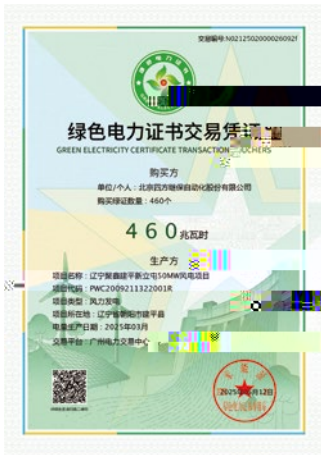 交易编号:N0212502000026092f
绿色电力证书交易凭证
GREEN ELECTRICITY CERTIFICATE TRANSACTION VOUCHERS
购买方
单位/个人：北京四方继保自动化股份有限公司
购买绿证数量：460个
460兆瓦时
生产方
项目名称：辽宁聚鑫建平新立屯50MW风电项目
项目代码：PWC2009211322001R
项目类型：风力发电
项目所在地：辽宁省朝阳市建平县
电量生产日期：2025年03月
交易平台：广州电力交易中心